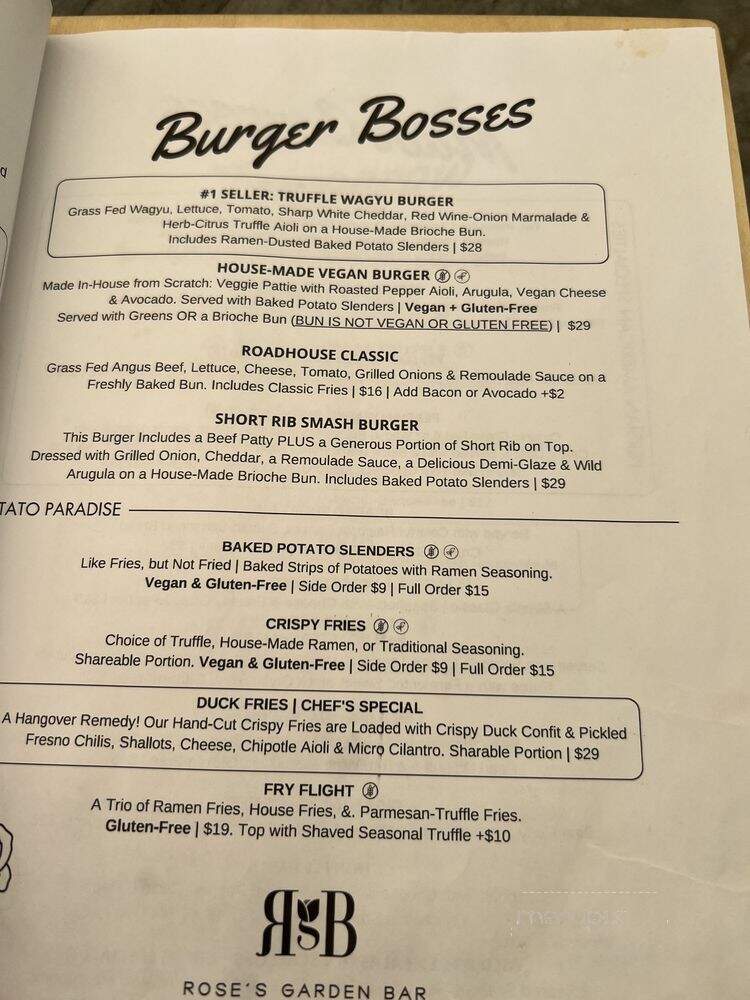 Burger Bosses
#1 SELLER: TRUFFLE WAGYU BURGER
Grass Fed Wagyu, Lettuce, Tomato, Sharp White Cheddar, Red Wine-Onion Marmalade &
Herb-Citrus Truffle Aioli on a House-Made Brioche Bun.
Includes Ramen-Dusted Baked Potato Slenders | $28
HOUSE-MADE VEGAN BURGER
Made In-House from Scratch: Veggie Pattie with Roasted Pepper Aioli, Arugula, Vegan Cheese
& Avocado. Served with Baked Potato Slenders | Vegan + Gluten-Free
Served with Greens OR a Brioche Bun (BUN IS NOT VEGAN OR GLUTEN FREE) | $29
ROADHOUSE CLASSIC
Grass Fed Angus Beef, Lettuce, Cheese, Tomato, Grilled Onions & Remoulade Sauce on a
Freshly Baked Bun. Includes Classic Fries | $16 | Add Bacon or Avocado +$2
SHORT RIB SMASH BURGER
This Burger Includes a Beef Patty PLUS a Generous Portion of Short Rib on Top.
Dressed with Grilled Onion, Cheddar, a Remoulade Sauce, a Delicious Demi-Glaze & Wild
Arugula on a House-Made Brioche Bun. Includes Baked Potato Slenders | $29
TATO PARADISE
BAKED POTATO SLENDERS
Like Fries, but Not Fried | Baked Strips of Potatoes with Ramen Seasoning.
Vegan & Gluten-Free | Side Order $9 | Full Order $15
CRISPY FRIES
Choice of Truffle, House-Made Ramen, or Traditional Seasoning.
Shareable Portion. Vegan & Gluten-Free | Side Order $9 | Full Order $15
DUCK FRIES | CHEF'S SPECIAL
A Hangover Remedy! Our Hand-Cut Crispy Fries are Loaded with Crispy Duck Confit & Pickled
Fresno Chilis, Shallots, Cheese, Chipotle Aioli & Micro Cilantro. Sharable Portion | $29
FRY FLIGHT
A Trio of Ramen Fries, House Fries, &. Parmesan-Truffle Fries.
Gluten-Free | $19. Top with Shaved Seasonal Truffle +$10
RGB
ROSE'S GARDEN BAR